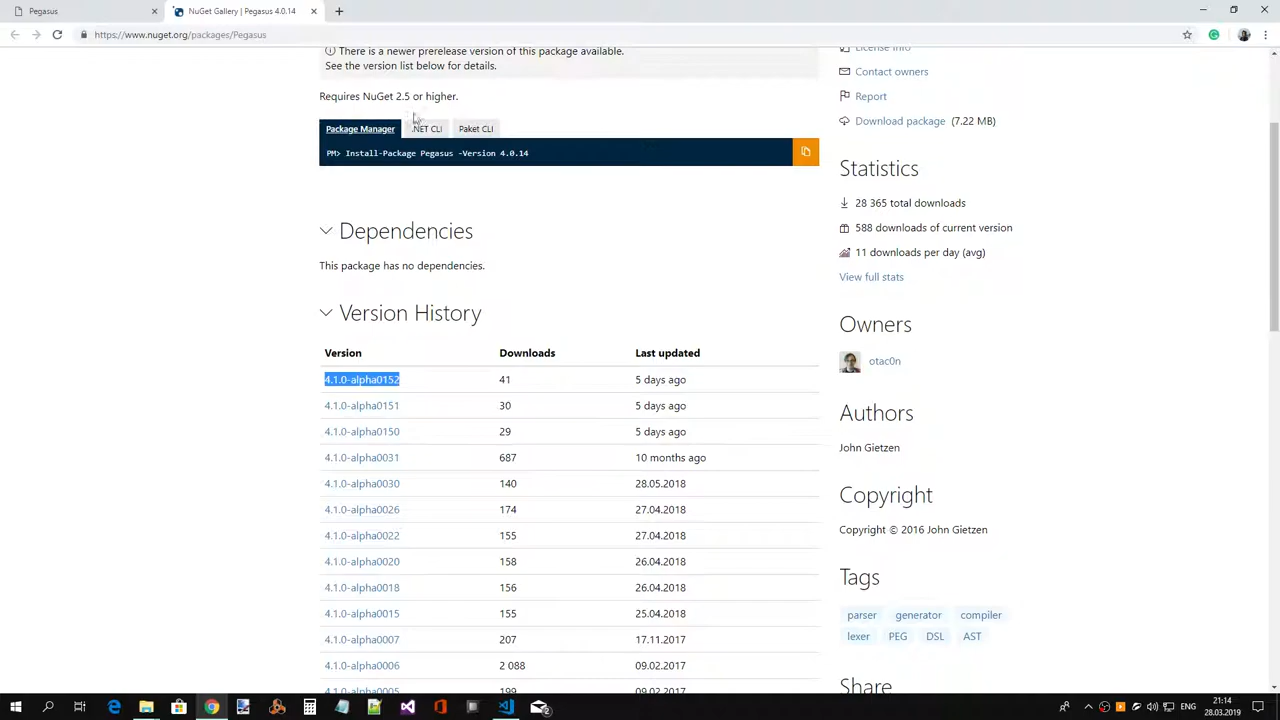 Pegasus
NuGet Gallery | Pegasus 4.0.14
https://www.nuget.org/packages/Pegasus
There is a newer prerelease version of this package available.
See the version list below for details.
Requires NuGet 2.5 or higher.
Package Manager
.NET CLI
Paket CLI
PM> Install-Package Pegasus -Version 4.0.14
Dependencies
This package has no dependencies.
Version History
Version Downloads Last updated
4.1.0-alpha0152 41 5 days ago
4.1.0-alpha0151 30 5 days ago
4.1.0-alpha0150 29 5 days ago
4.1.0-alpha0031 687 10 months ago
4.1.0-alpha0030 140 28.05.2018
4.1.0-alpha0026 174 27.04.2018
4.1.0-alpha0022 155 27.04.2018
4.1.0-alpha0020 158 26.04.2018
4.1.0-alpha0018 156 26.04.2018
4.1.0-alpha0015 155 25.04.2018
4.1.0-alpha0007 207 17.11.2017
4.1.0-alpha0006 2 088 09.02.2017
4.1.0-alpha0005 199 09.02.2017
License Info
Contact owners
Report
Download package (7.22 MB)
Statistics
28 365 total downloads
588 downloads of current version
11 downloads per day (avg)
View full stats
Owners
otac0n
Authors
John Gietzen
Copyright
Copyright © 2016 John Gietzen
Tags
parser generator compiler
lexer PEG DSL AST
Share
ENG
21:14
28.03.2019